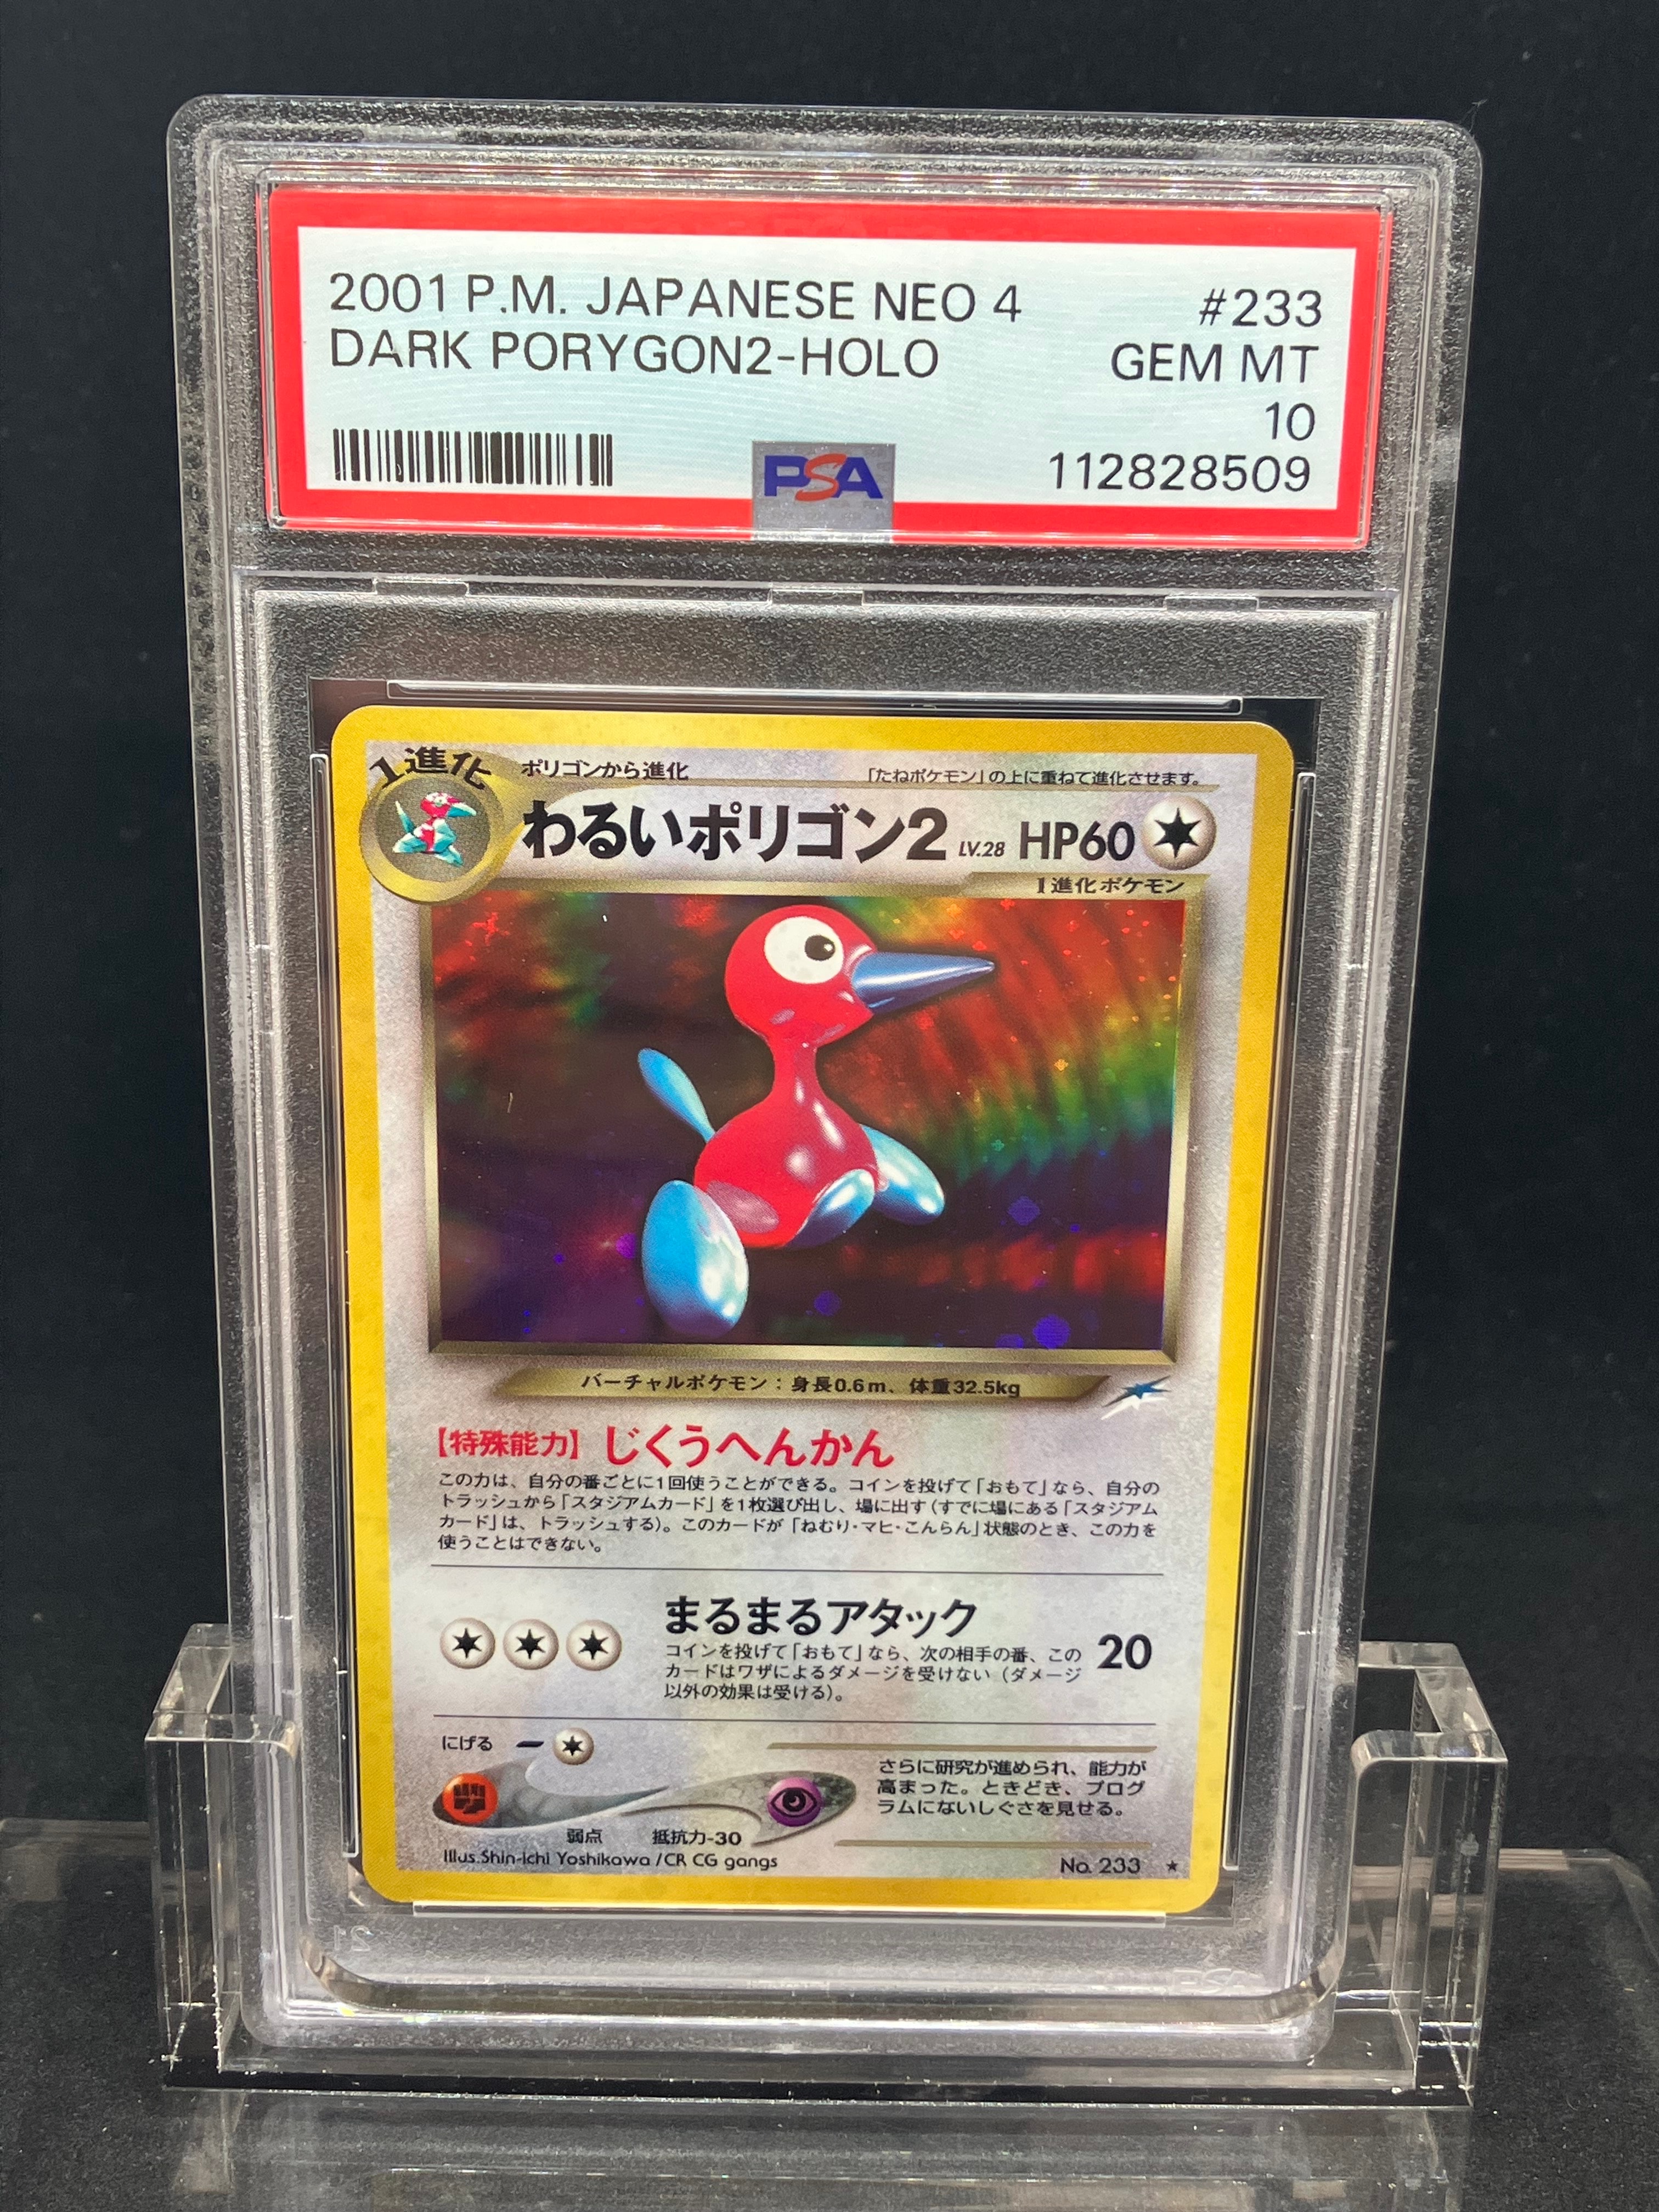 2001 P.M. JAPANESE NEO 4 #233
DARK PORYGON2-HOLO GEM MT
10
PSA 112828509
1進化
ポリゴンから進化 「たねポケモン」の上に重ねて進化させます。
わるいポリゴン2 LV.28 HP60
1進化ポケモン
バーチャルポケモン：身長0.6m、体重32.5kg
【特殊能力】じくうへんかん
この力は、自分の番ごとに1回使うことができる。コインを投げて「おもて」なら、自分の
トラッシュから「スタジアムカード」を1枚選び出し、場に出す（すでに場にある「スタジアム
カード」は、トラッシュする）。このカードが「ねむり・マヒ・こんらん」状態のとき、この力を
使うことはできない。
まるまるアタック
コインを投げて「おもて」なら、次の相手の番、この
カードはワザによるダメージを受けない（ダメージ
以外の効果は受ける）。
20
にげる
さらに研究が進められ、能力が
高まった。ときどき、プログ
ラムにないしぐさを見せる。
弱点 抵抗力-30
Illus.Shin-ichi Yoshikawa /CR CG gangs No. 233 ★